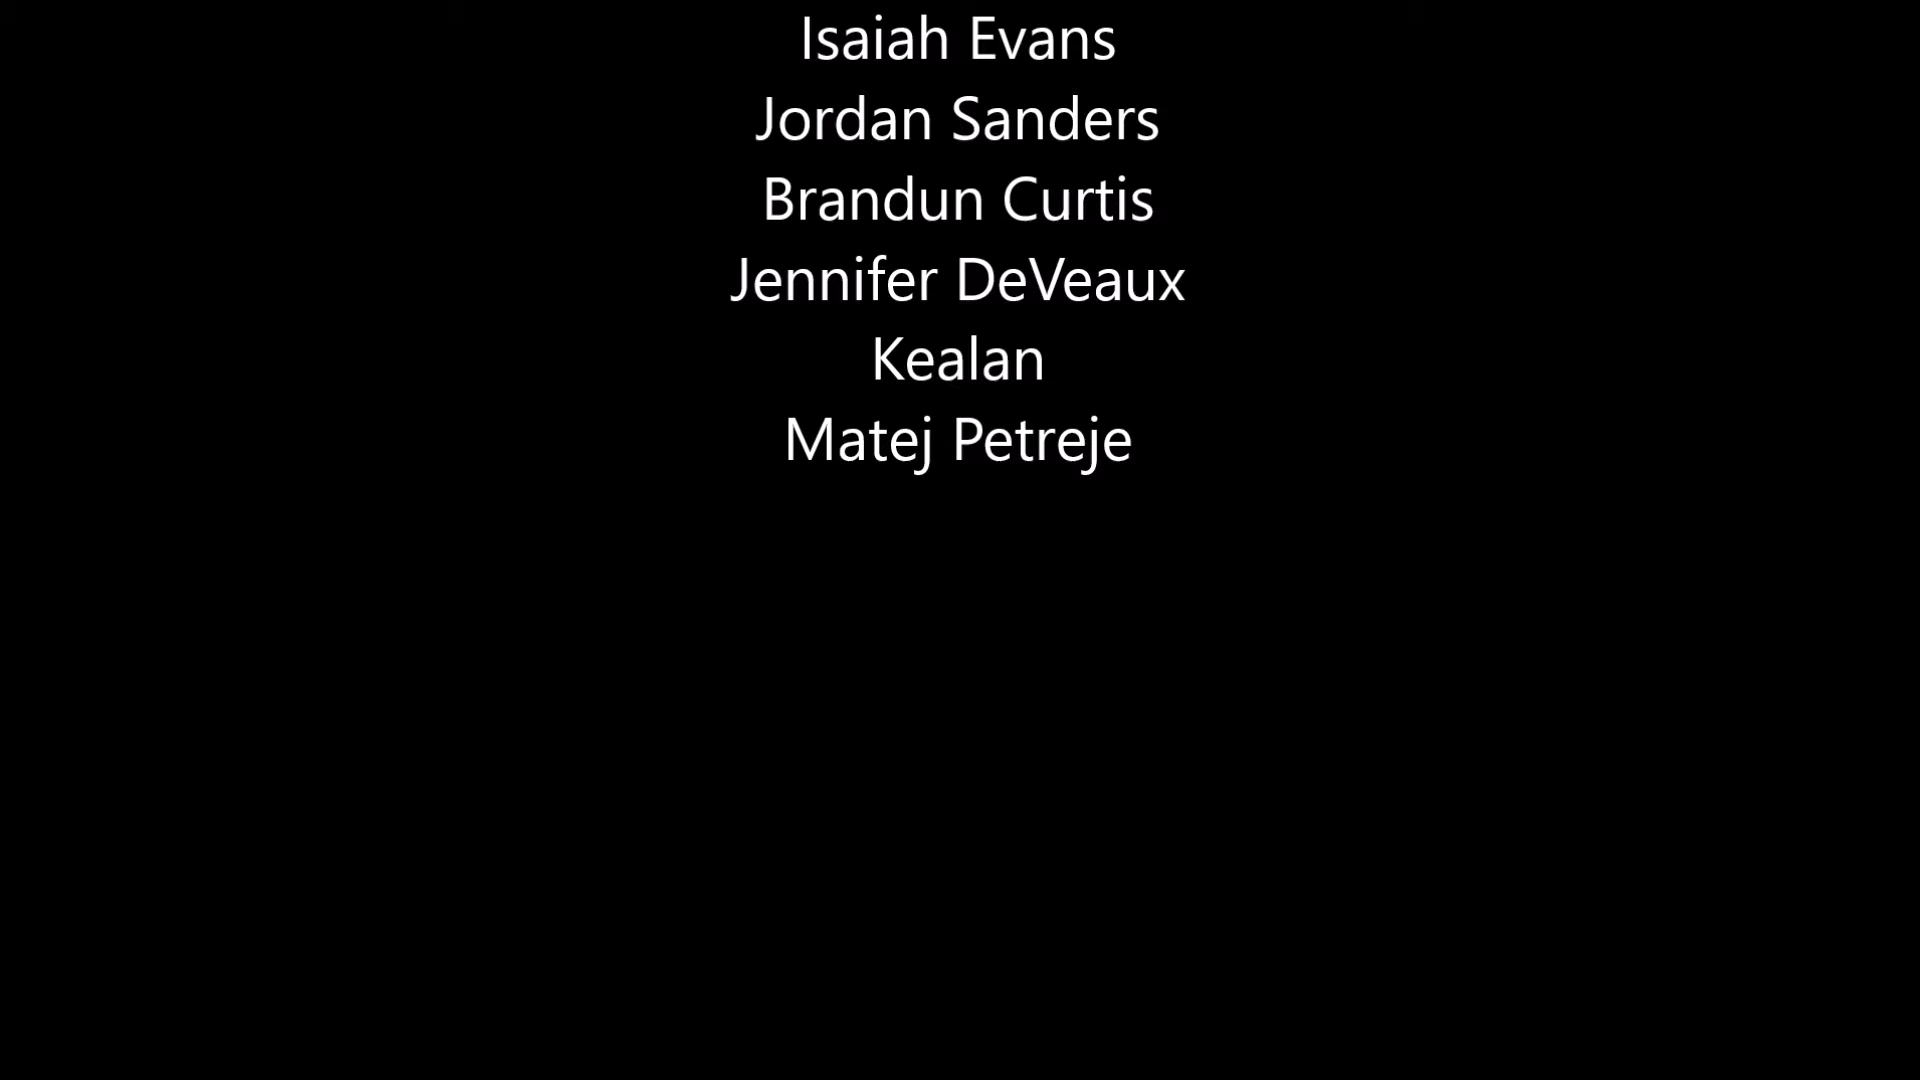 Isaiah Evans
Jordan Sanders
Brandun Curtis
Jennifer DeVeaux
Kealan
Matej Petreje